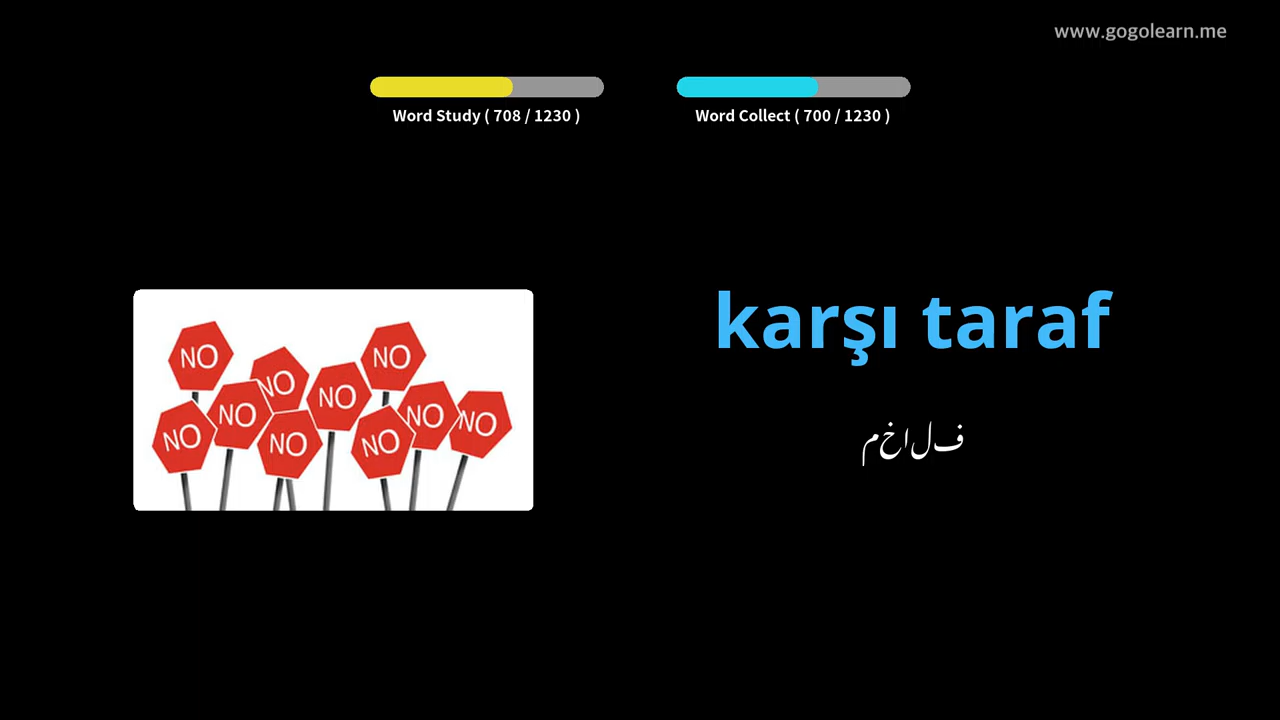 www.gogolearn.me
Word Study ( 708 / 1230 )
Word Collect ( 700 / 1230 )
NO
NO
NO
NO
NO
NO
NO
NO
NO
NO
karşı taraf
مخالف